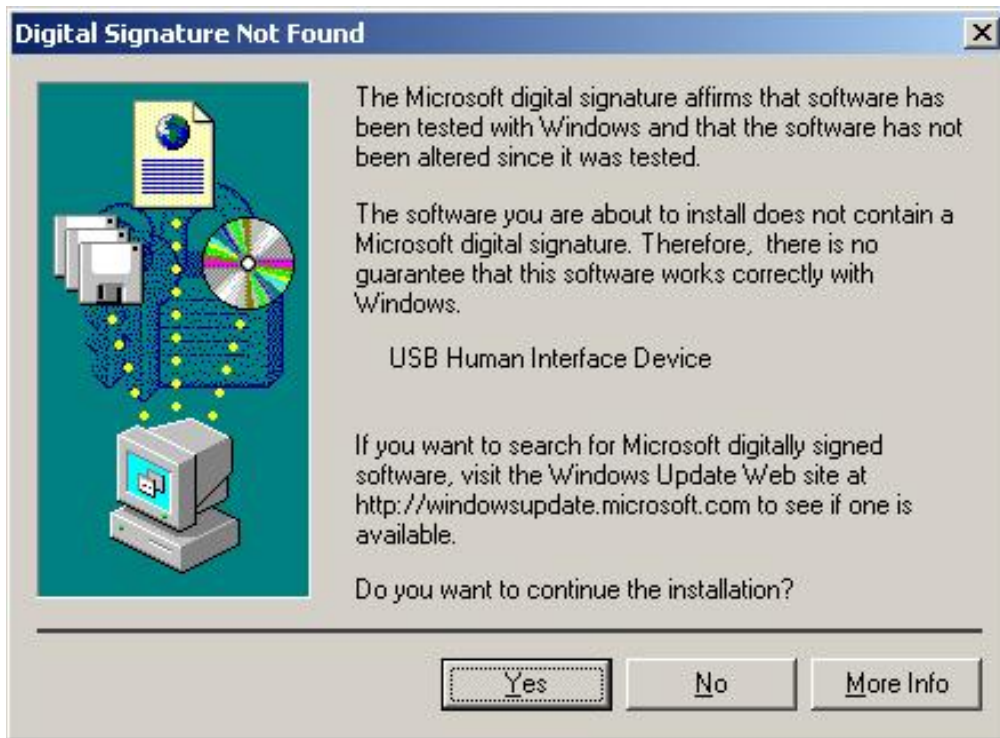 Digital Signature Not Found
The Microsoft digital signature affirms that software has
been tested with Windows and that the software has not
been altered since it was tested.
The software you are about to install does not contain a
Microsoft digital signature. Therefore,  there is no
guarantee that this software works correctly with
Windows.
USB Human Interface Device
If you want to search for Microsoft digitally signed
software, visit the Windows Update Web site at
http://windowsupdate.microsoft.com to see if one is
available.
Do you want to continue the installation?
Yes
No
More Info